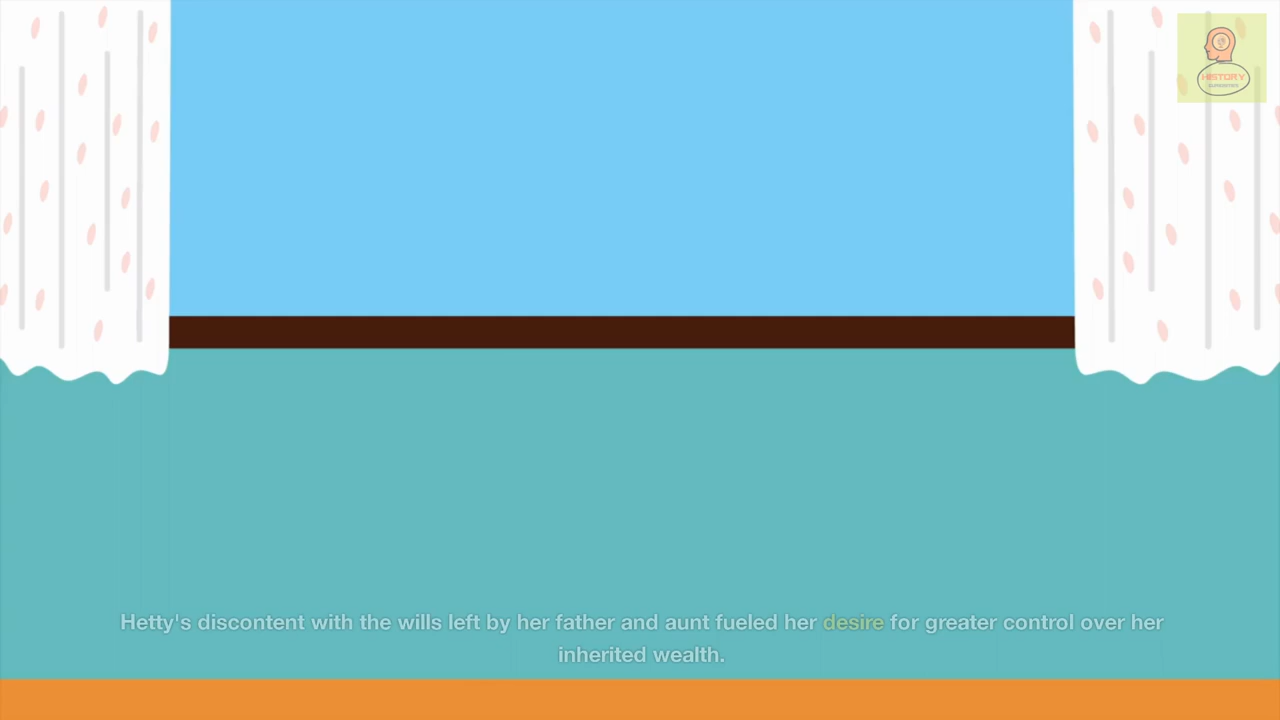 HISTORY
Hetty's discontent with the wills left by her father and aunt fueled her desire for greater control over her
inherited wealth.